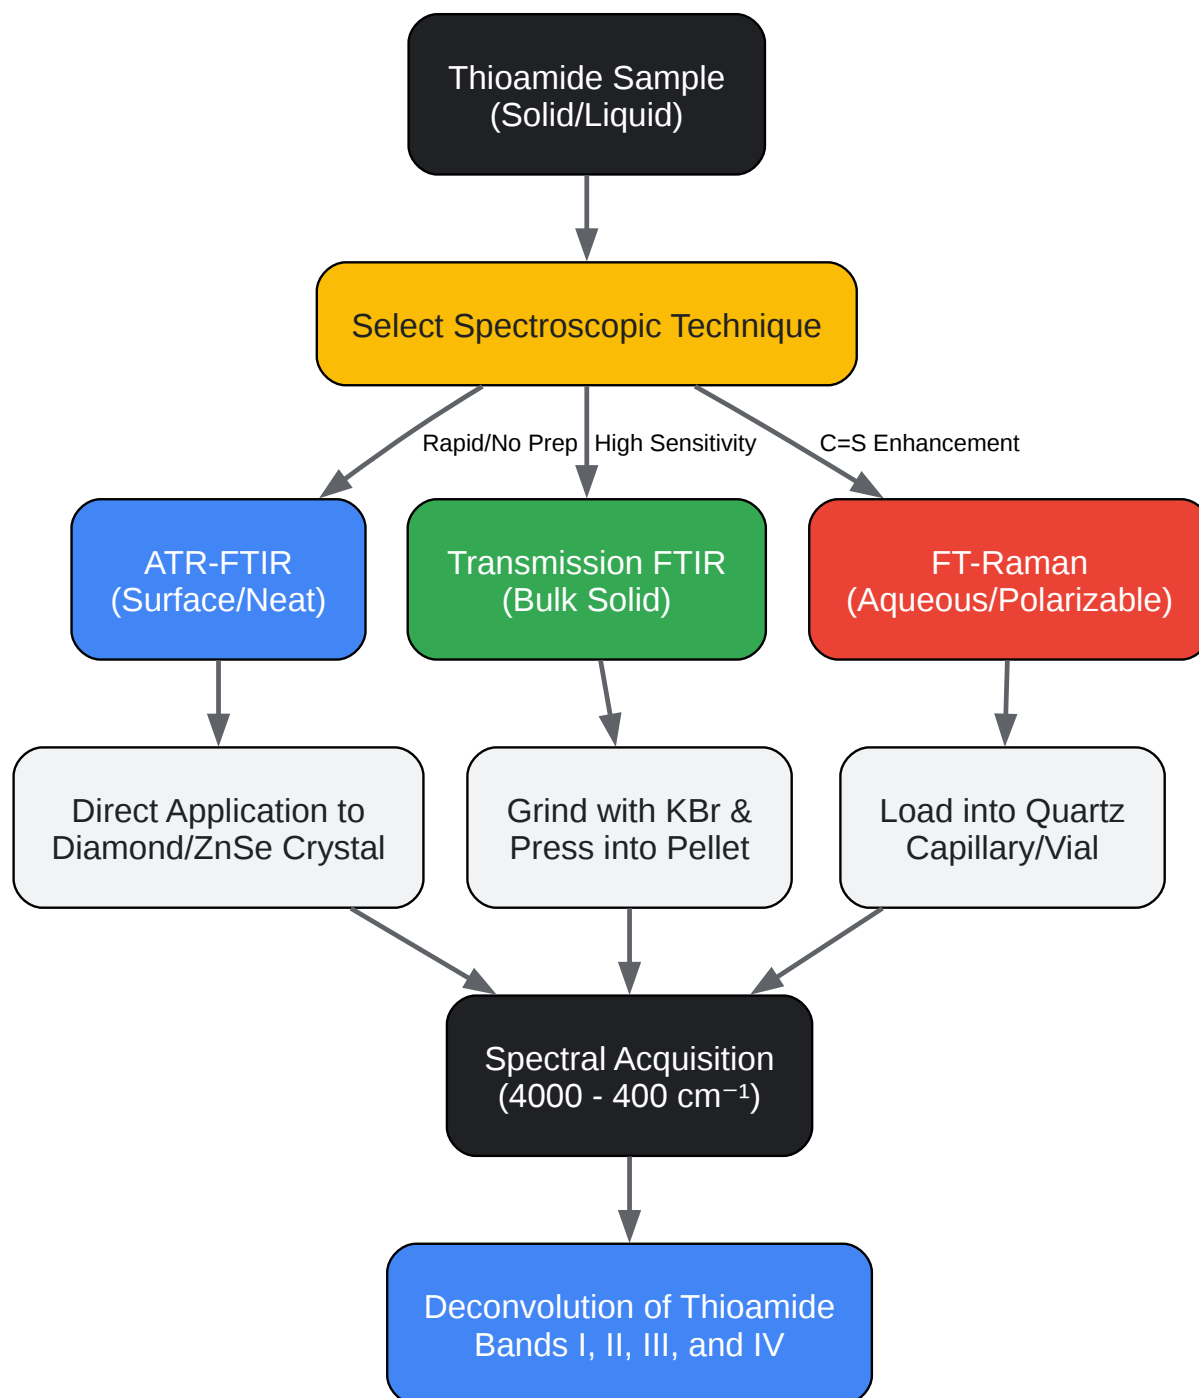 Thioamide Sample
(Solid/Liquid)
Select Spectroscopic Technique
Rapid/No Prep
High Sensitivity
C=S Enhancement
ATR-FTIR
(Surface/Neat)
Transmission FTIR
(Bulk Solid)
FT-Raman
(Aqueous/Polarizable)
Direct Application to
Diamond/ZnSe Crystal
Grind with KBr &
Press into Pellet
Load into Quartz
Capillary/Vial
Spectral Acquisition
(4000 - 400 cm⁻¹)
Deconvolution of Thioamide
Bands I, II, III, and IV